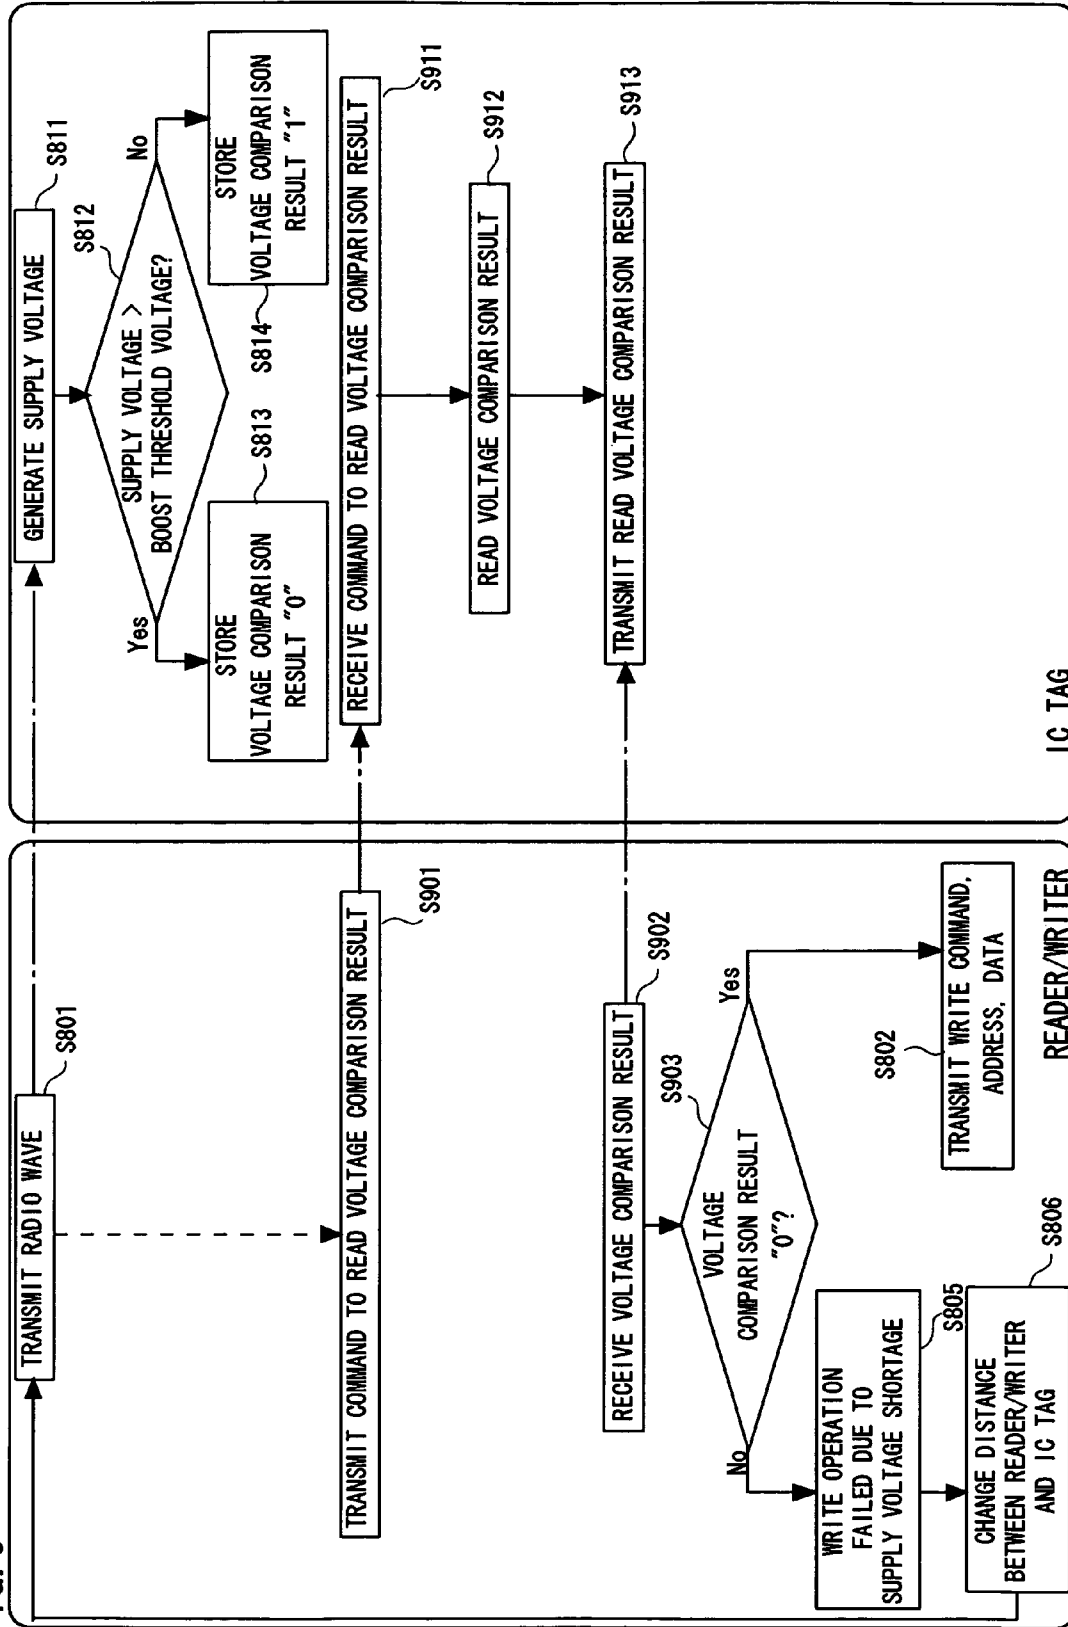 TRANSMIT RADIO WAVE
S801
TRANSMIT COMMAND TO READ VOLTAGE COMPARISON RESULT
S901
RECEIVE VOLTAGE COMPARISON RESULT
S902
VOLTAGE
COMPARISON RESULT
"0"?
S903
No
Yes
WRITE OPERATION
FAILED DUE TO
SUPPLY VOLTAGE SHORTAGE
S805
CHANGE DISTANCE
BETWEEN READER/WRITER
AND IC TAG
S806
S802
TRANSMIT WRITE COMMAND,
ADDRESS, DATA
READER/WRITER
GENERATE SUPPLY VOLTAGE
S811
SUPPLY VOLTAGE >
BOOST THRESHOLD VOLTAGE?
S812
Yes
No
STORE
VOLTAGE COMPARISON
RESULT "0"
S813
STORE
VOLTAGE COMPARISON
RESULT "1"
S814
RECEIVE COMMAND TO READ VOLTAGE COMPARISON RESULT
S911
READ VOLTAGE COMPARISON RESULT
S912
TRANSMIT READ VOLTAGE COMPARISON RESULT
S913
IC TAG